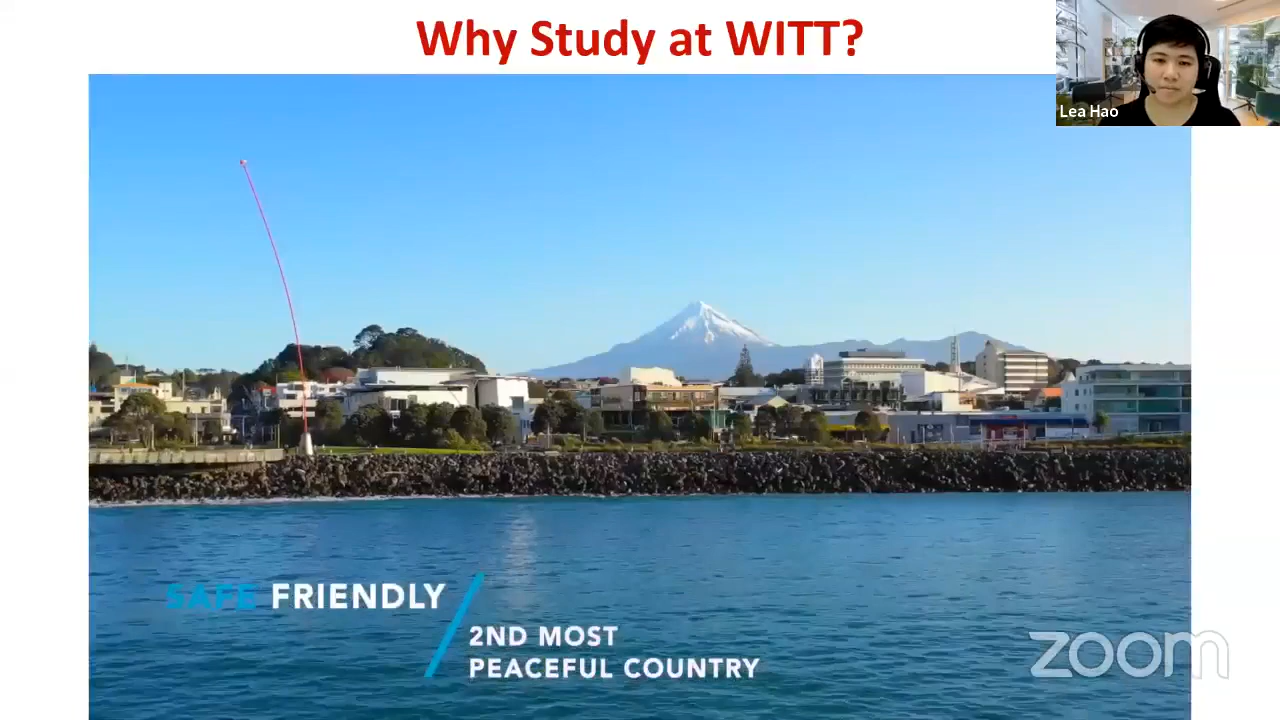 Why Study at WITT?
Lea Hao
SAFE FRIENDLY
2ND MOST
PEACEFUL COUNTRY
zoom